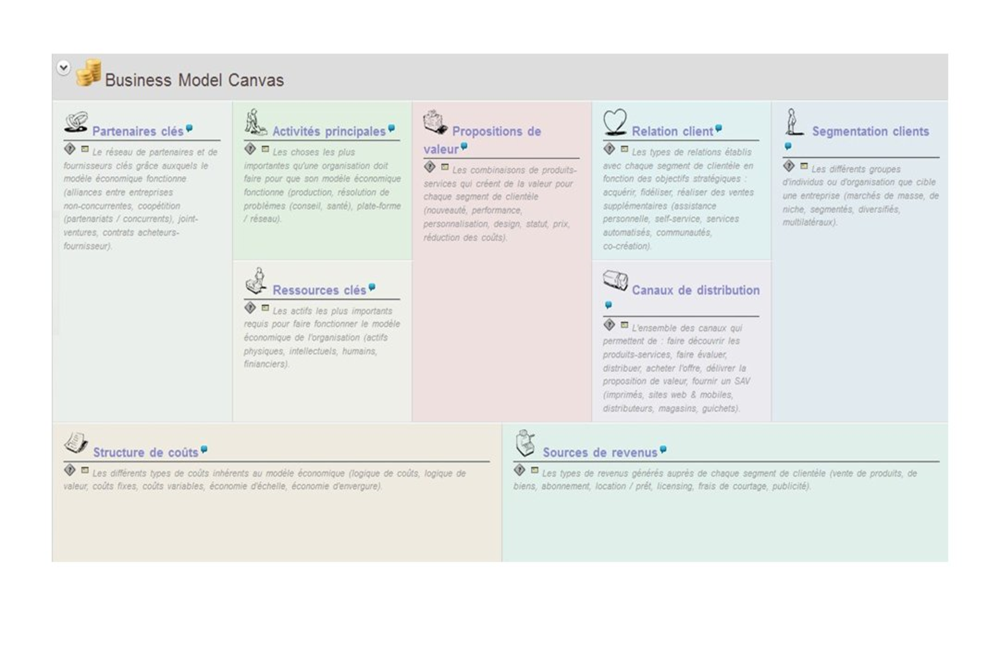 Business Model Canvas
Partenaires clés
Le réseau de partenaires et de
fournisseurs clés grâce auxquels le
modèle économique fonctionne
(alliances entre entreprises
non-concurrentes, coopétition
(partenariats / concurrents), joint-
ventures, contrats acheteurs-
fournisseur).
Activités principales
Les choses les plus
importantes qu'une organisation doit
faire pour que son modèle économique
fonctionne (production, résolution de
problèmes (conseil, santé), plate-forme
/ réseau).
Ressources clés
Les actifs les plus importants
requis pour faire fonctionner le modèle
économique de l'organisation (actifs
physiques, intellectuels, humains,
finianciers).
Propositions de
valeur
Les combinaisons de produits-
services qui créent de la valeur pour
chaque segment de clientèle
(nouveauté, performance,
personnalisation, design, statut, prix,
réduction des coûts).
Relation client
Les types de relations établis
avec chaque segment de clientèle en
fonction des objectifs stratégiques :
acquérir, fidéliser, réaliser des ventes
supplémentaires (assistance
personnelle, self-service, services
automatisés, communautés,
co-création).
Canaux de distribution
L'ensemble des canaux qui
permettent de : faire découvrir les
produits-services, faire évaluer,
distribuer, acheter l'offre, délivrer la
proposition de valeur, fournir un SAV
(imprimés, sites web & mobiles,
distributeurs, magasins, guichets).
Segmentation clients
Les différents groupes
d'individus ou d'organisation que cible
une entreprise (marchés de masse, de
niche, segmentés, diversifiés,
multilatéraux).
Structure de coûts
Les différents types de coûts inhérents au modèle économique (logique de coûts, logique de
valeur, coûts fixes, coûts variables, économie d'échelle, économie d'envergure).
Sources de revenus
Les types de revenus générés auprès de chaque segment de clientèle (vente de produits, de
biens, abonnement, location / prêt, licensing, frais de courtage, publicité).